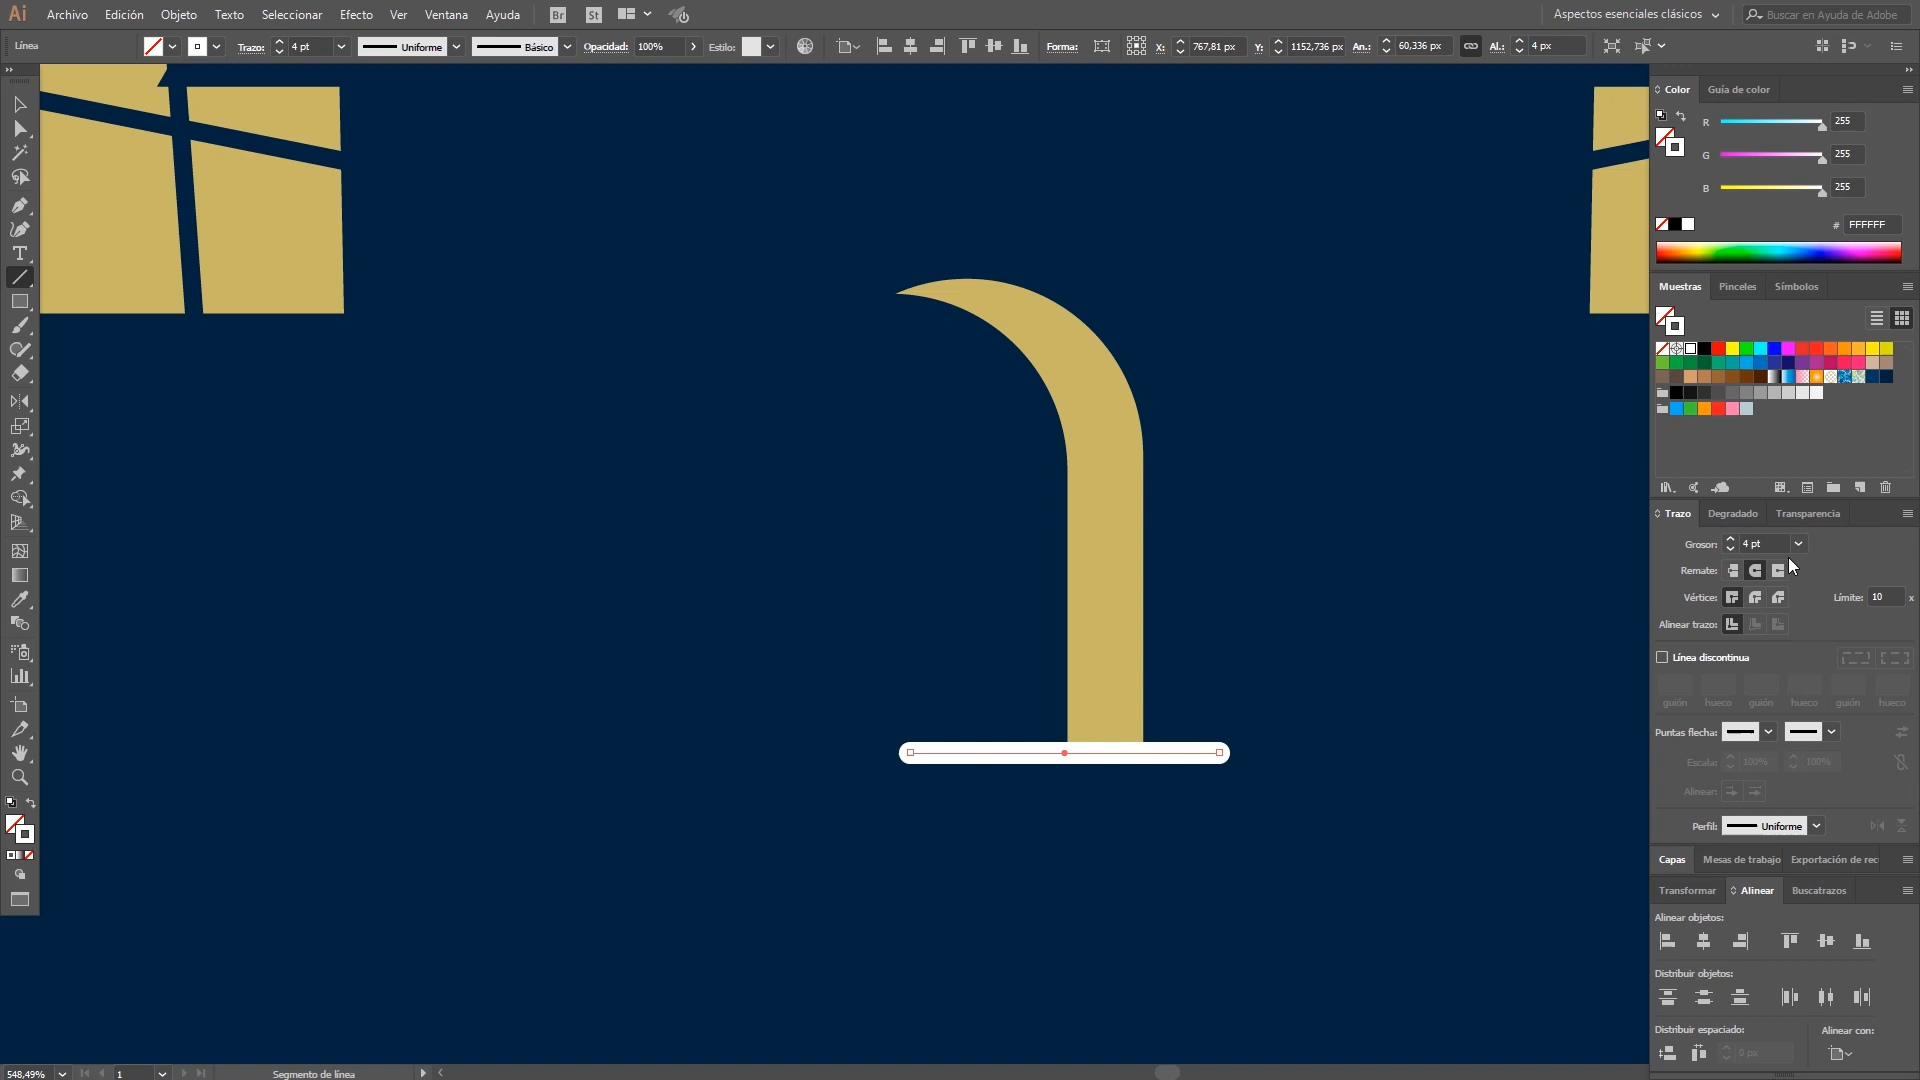 Ai Archivo Edición Objeto Texto Seleccionar Efecto Ver Ventana Ayuda Br St Aspectos esenciales clásicos Buscar en Ayuda de Adobe
Línea Trazo: 4 pt Uniforme Básico Opacidad: 100% Estilo: Forma: X: 767,81 px Y: 1152,736 px An.: 60,336 px Al.: 4 px
Color Guía de color
R 255
G 255
B 255
# FFFFFF
Muestras Pinceles Símbolos
Trazo Degradado Transparencia
Grosor: 4 pt
Remate:
Vértice: Límite: 10 x
Alinear trazo:
Línea discontinua
guión hueco guión hueco guión hueco
Puntas flecha:
Escala: 100% 100%
Alinear:
Perfil: Uniforme
Capas Mesas de trabajo Exportación de rec
Transformar Alinear Buscatrazos
Alinear objetos:
Distribuir objetos:
Distribuir espaciado: Alinear con:
0 px
548,49% 1 Segmento de línea